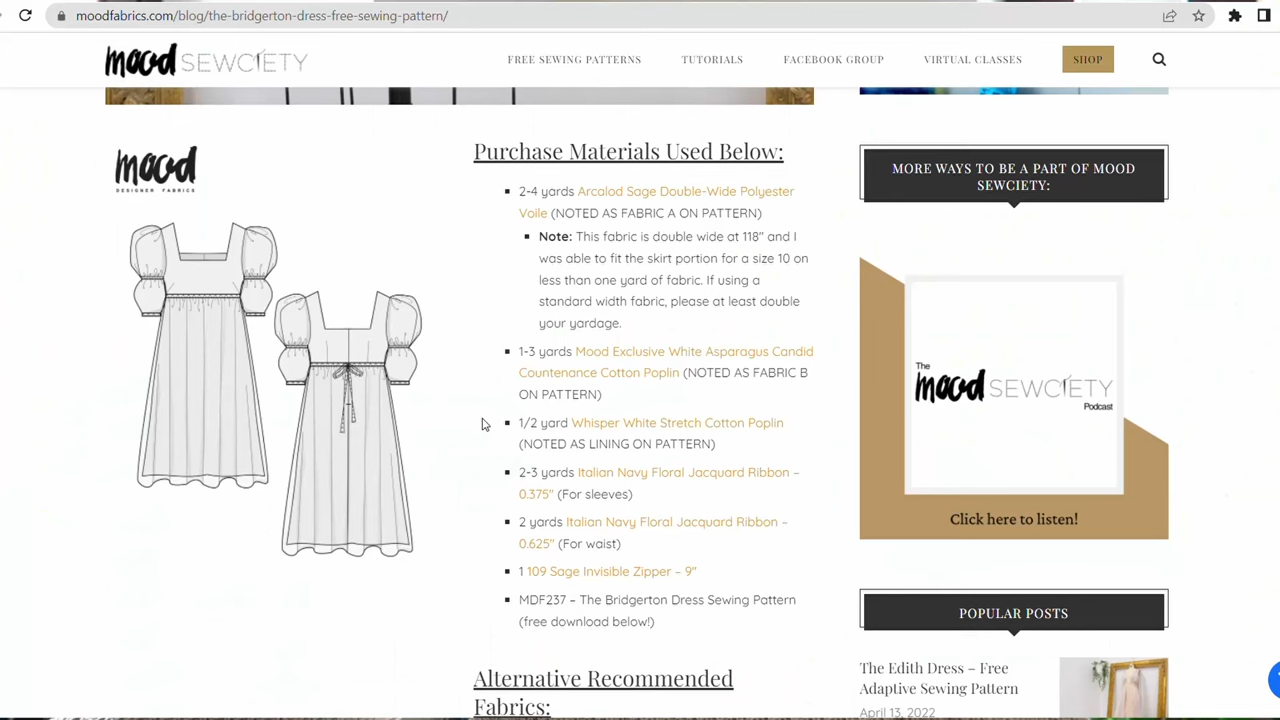 moodfabrics.com/blog/the-bridgerton-dress-free-sewing-pattern/
mood SEWCIETY
FREE SEWING PATTERNS
TUTORIALS
FACEBOOK GROUP
VIRTUAL CLASSES
SHOP
mood
DESIGNER FABRICS
Purchase Materials Used Below:
2-4 yards Arcalod Sage Double-Wide Polyester
Voile (NOTED AS FABRIC A ON PATTERN)
Note: This fabric is double wide at 118" and I
was able to fit the skirt portion for a size 10 on
less than one yard of fabric. If using a
standard width fabric, please at least double
your yardage.
1-3 yards Mood Exclusive White Asparagus Candid
Countenance Cotton Poplin (NOTED AS FABRIC B
ON PATTERN)
1/2 yard Whisper White Stretch Cotton Poplin
(NOTED AS LINING ON PATTERN)
2-3 yards Italian Navy Floral Jacquard Ribbon –
0.375" (For sleeves)
2 yards Italian Navy Floral Jacquard Ribbon –
0.625" (For waist)
1 109 Sage Invisible Zipper – 9"
MDF237 – The Bridgerton Dress Sewing Pattern
(free download below!)
Alternative Recommended
Fabrics:
MORE WAYS TO BE A PART OF MOOD
SEWCIETY:
The
mood SEWCIETY
Podcast
Click here to listen!
POPULAR POSTS
The Edith Dress – Free
Adaptive Sewing Pattern
April 13, 2022